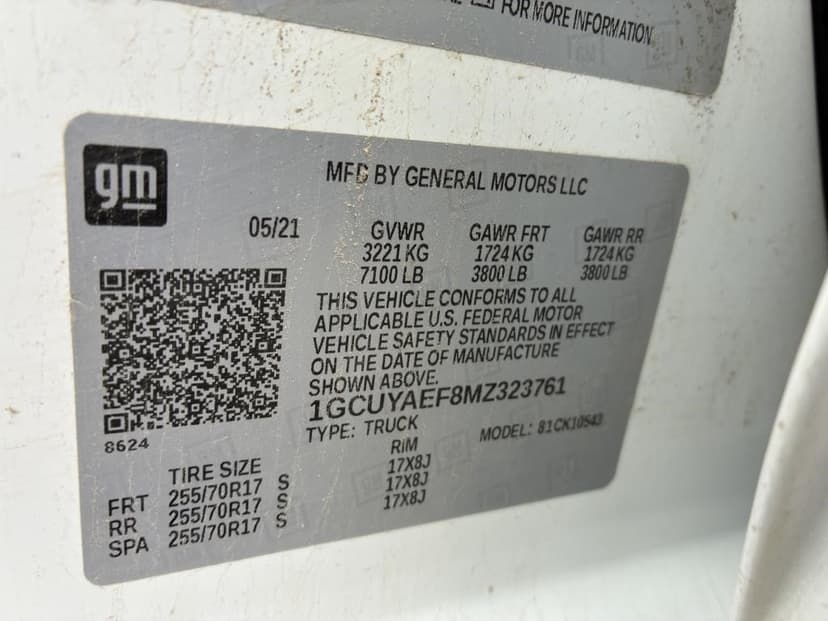 FOR MORE INFORMATION
gm
MFD BY GENERAL MOTORS LLC
05/21 GVWR GAWR FRT GAWR RR
3221 KG 1724 KG 1724 KG
7100 LB 3800 LB 3800 LB
THIS VEHICLE CONFORMS TO ALL
APPLICABLE U.S. FEDERAL MOTOR
VEHICLE SAFETY STANDARDS IN EFFECT
ON THE DATE OF MANUFACTURE
SHOWN ABOVE.
1GCUYAEF8MZ323761
8624
TYPE: TRUCK MODEL: 81CK10543
TIRE SIZE RIM
FRT 255/70R17 S 17X8J
RR 255/70R17 S 17X8J
SPA 255/70R17 S 17X8J